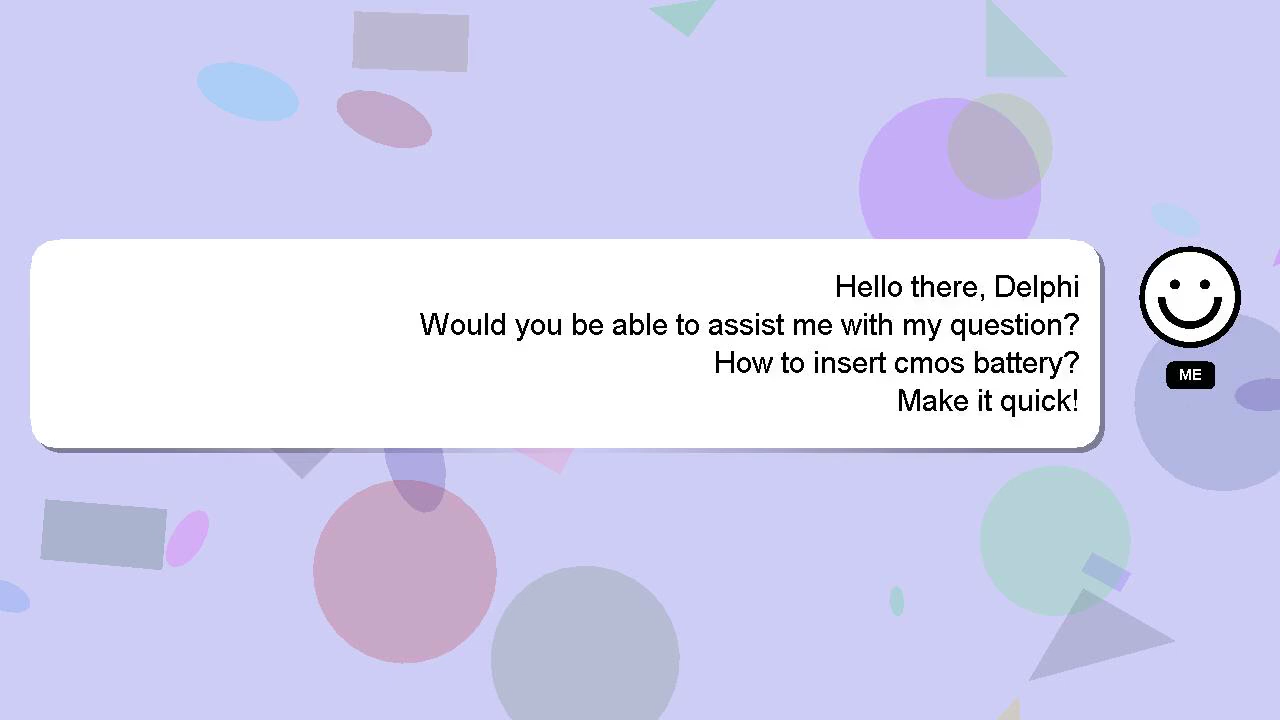 Hello there, Delphi
Would you be able to assist me with my question?
How to insert cmos battery?
Make it quick!
ME